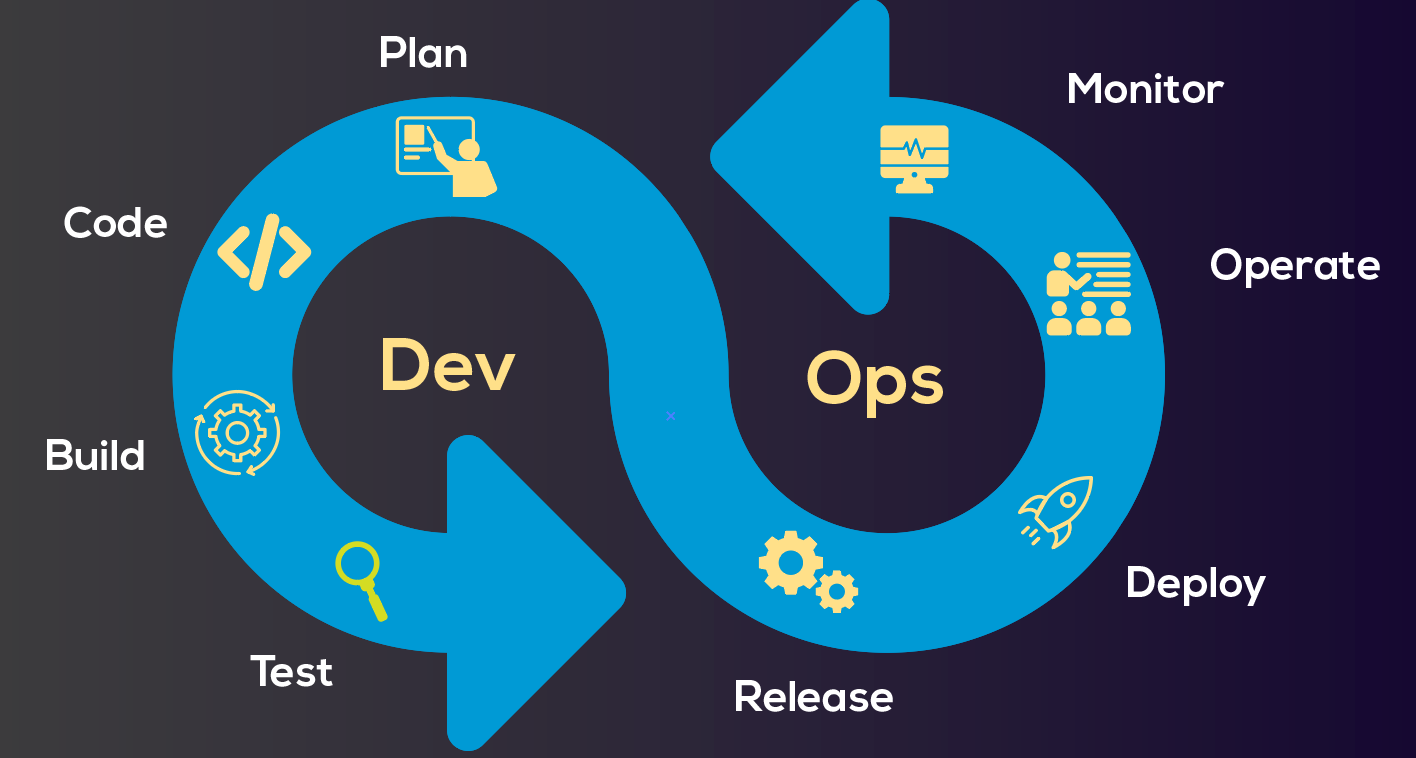 Plan
Monitor
Code
Operate
Dev
Ops
Build
Deploy
Test
Release